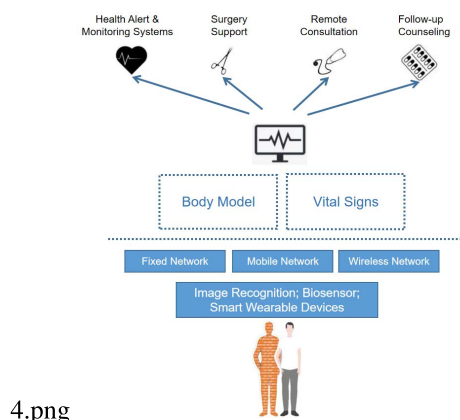 Health Alert &
Monitoring Systems
Surgery
Support
Remote
Consultation
Follow-up
Counseling
Body Model
Vital Signs
Fixed Network
Mobile Network
Wireless Network
Image Recognition; Biosensor;
Smart Wearable Devices
4.png